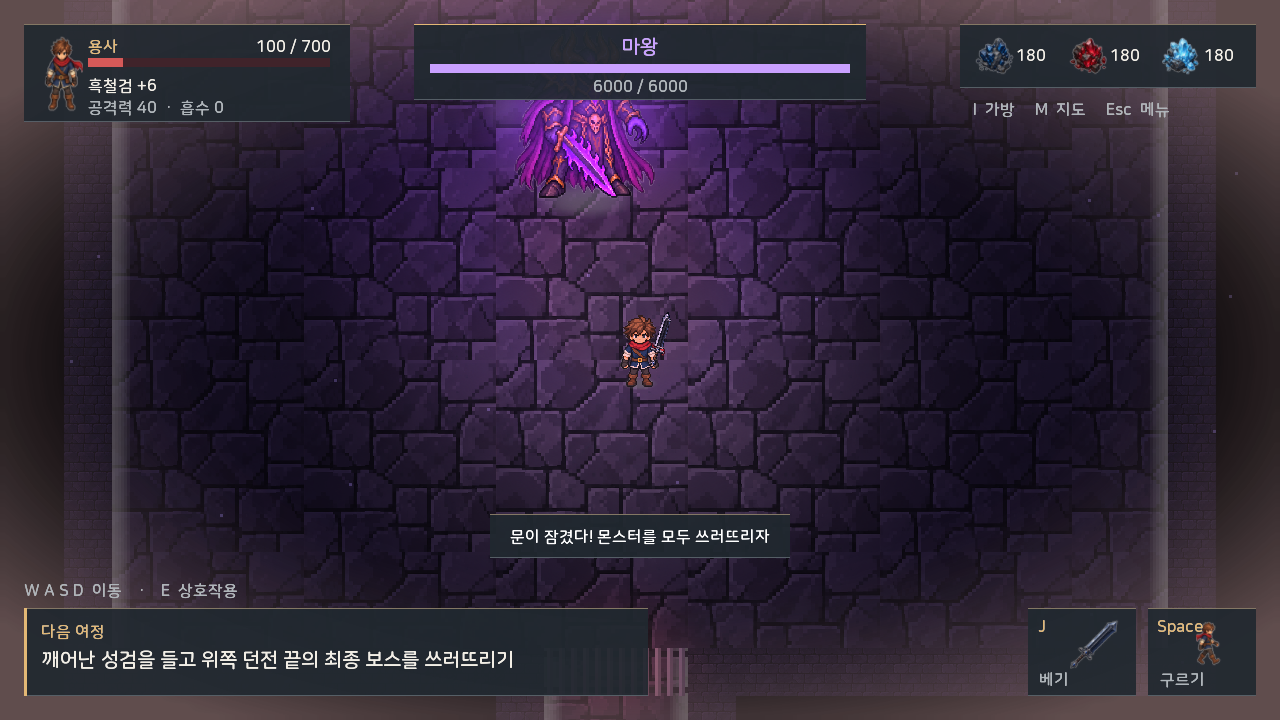 용사
100 / 700
흑철검 +6
공격력 40 · 흡수 0
마왕
6000 / 6000
180
180
180
I 가방 M 지도 Esc 메뉴
문이 잠겼다! 몬스터를 모두 쓰러뜨리자
W A S D 이동 · E 상호작용
다음 여정
깨어난 성검을 들고 위쪽 던전 끝의 최종 보스를 쓰러뜨리기
J
베기
Space
구르기